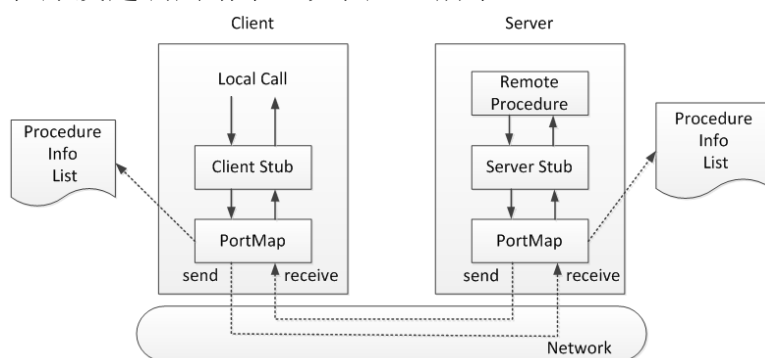 Client
Server
Local Call
Remote
Procedure
Procedure
Info
List
Procedure
Info
List
Client Stub
Server Stub
PortMap
PortMap
send
receive
send
receive
Network